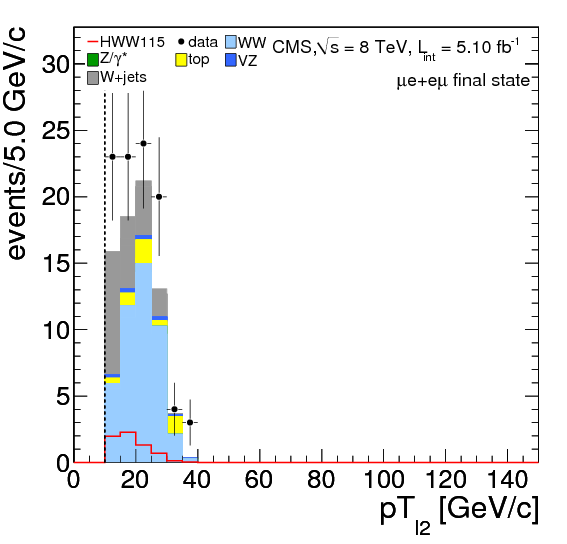 HWW115 data WW CMS,√s = 8 TeV, L_int = 5.10 fb^-1
Z/γ* top VZ
W+jets μe+eμ final state
events/5.0 GeV/c
30
25
20
15
10
5
0
0 20 40 60 80 100 120 140
pT_l2 [GeV/c]